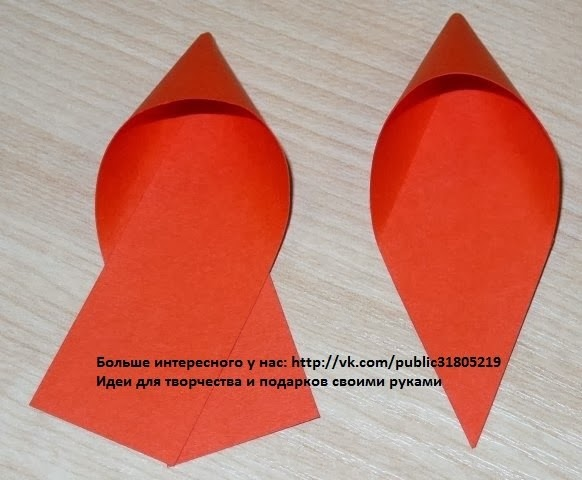 Больше интересного у нас: http://vk.com/public31805219
Идеи для творчества и подарков своими руками